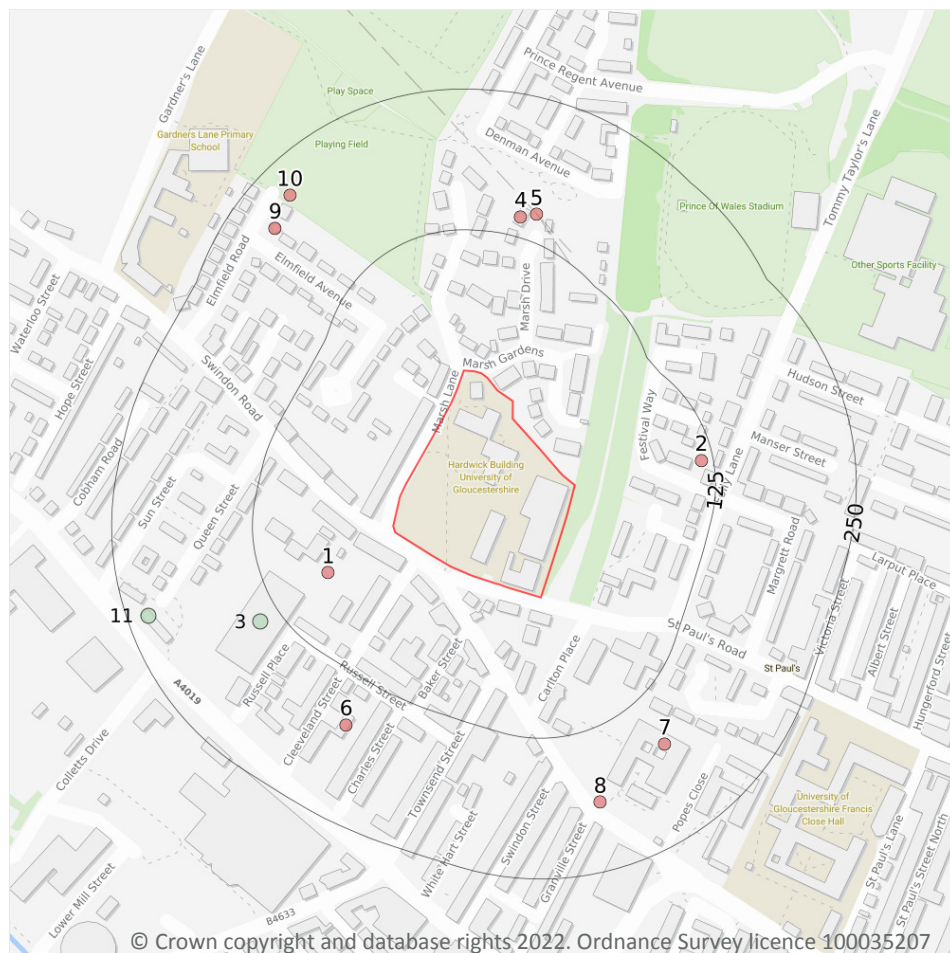 Prince Regent Avenue
Gardner's Lane
Play Space
Playing Field
Gardners Lane Primary
School
Denman Avenue
Tommy Taylor's Lane
10
9
4
5
Prince Of Wales Stadium
Other Sports Facility
Elmfield Road
Elmfield Avenue
Waterloo Street
Hope Street
Swindon Road
Marsh Drive
Marsh Gardens
Marsh Lane
Hudson Street
Festival Way
Manser Street
2
Cobham Road
Sun Street
Queen Street
Hardwick Building
University of
Gloucestershire
125
250
Margrett Road
Larput Place
1
11
3
Victoria Street
Albert Street
Hungerford Street
St Paul's Road
St Paul's
Carlton Place
Baker Street
Russell Street
Russell Place
A4019
6
Cleeveland Street
Charles Street
Townsend Street
7
8
Colletts Drive
Popes Close
University of
Gloucestershire Francis
Close Hall
Swindon Street
Granville Street
White Hart Street
St Paul's Lane
St Paul's Street North
Lower Mill Street
B4633
© Crown copyright and database rights 2022. Ordnance Survey licence 100035207